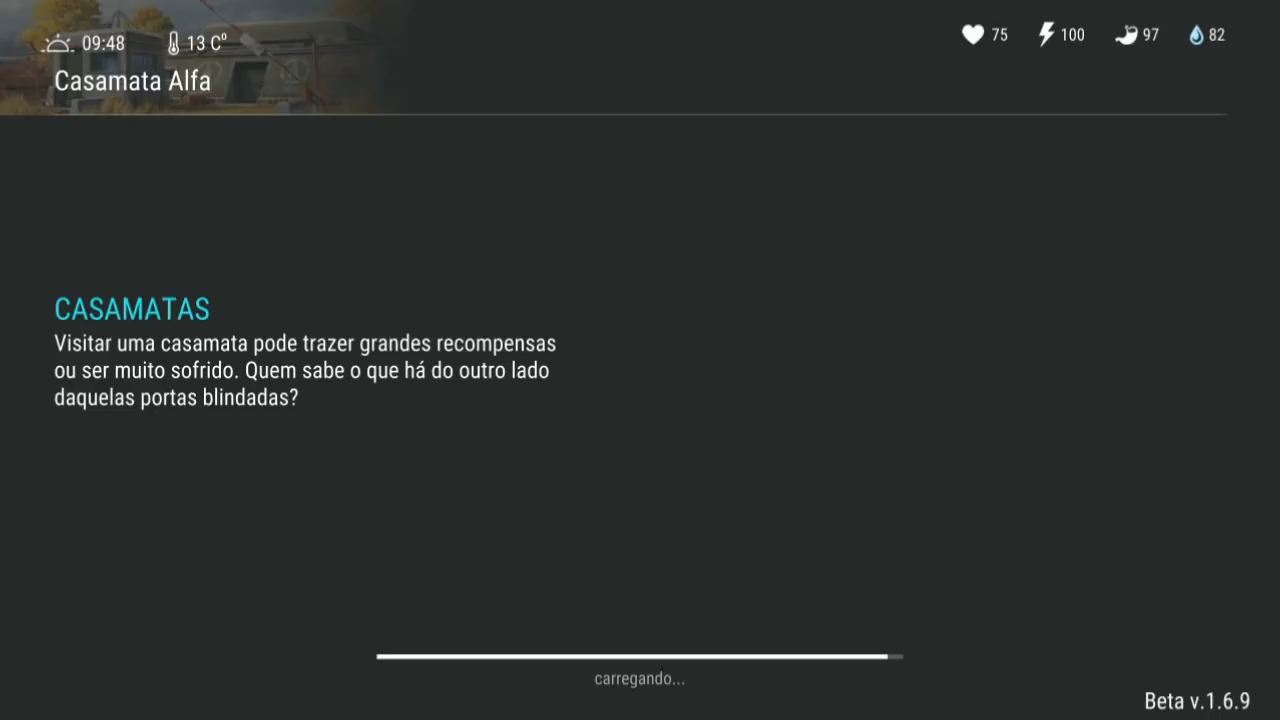 09:48 13 Cº
75 100 97 82
Casamata Alfa
CASAMATAS
Visitar uma casamata pode trazer grandes recompensas
ou ser muito sofrido. Quem sabe o que há do outro lado
daquelas portas blindadas?
carregando...
Beta v.1.6.9